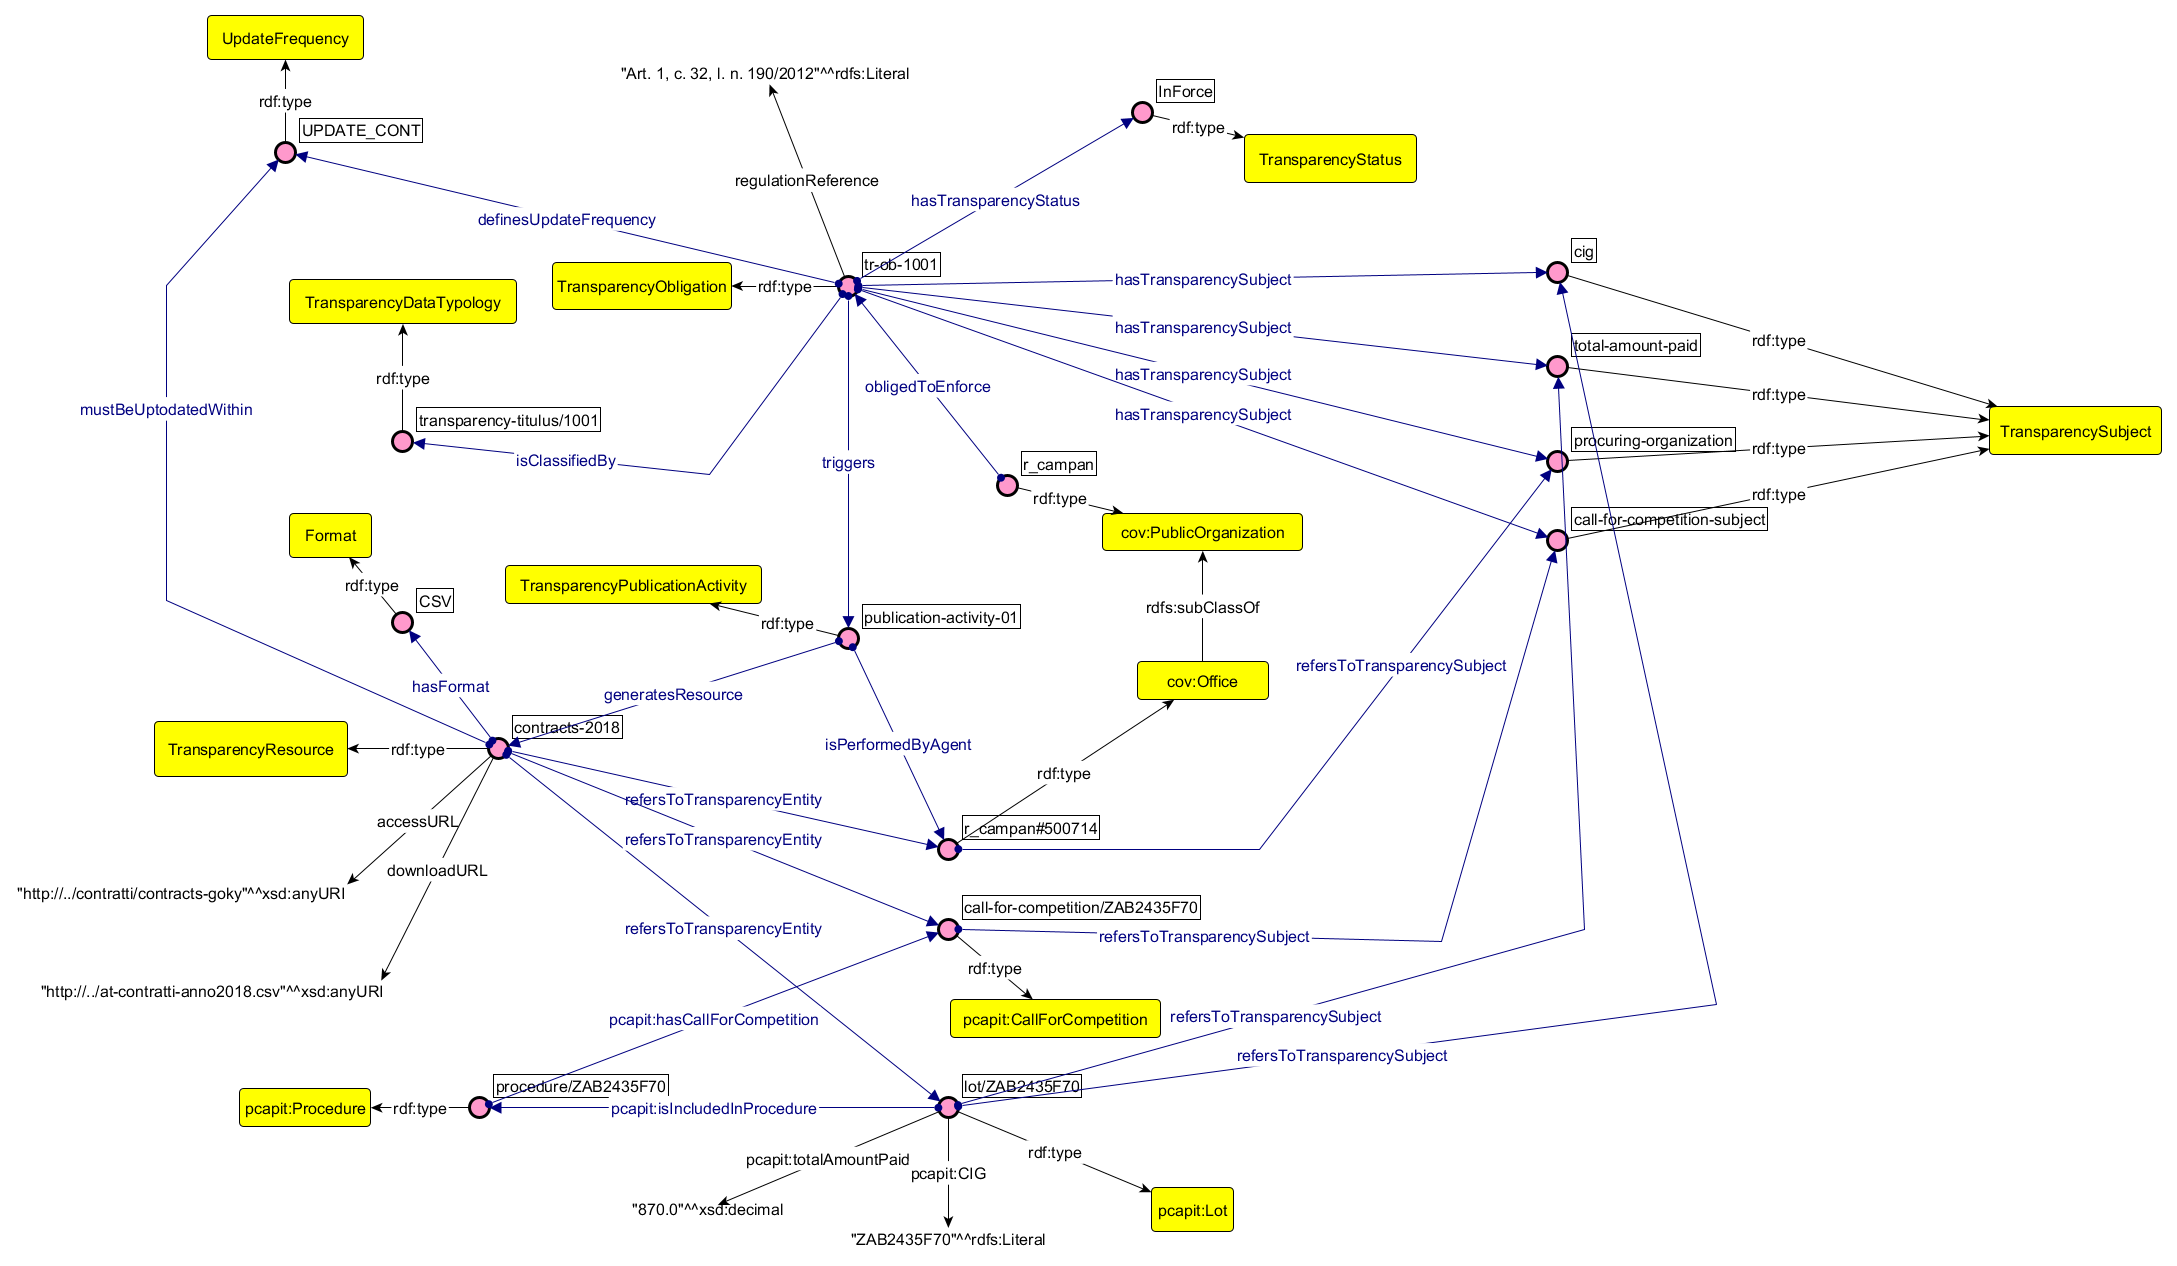 UpdateFrequency
"Art. 1, c. 32, l. n. 190/2012"^^rdfs:Literal
InForce
rdf:type
UPDATE_CONT
rdf:type
TransparencyStatus
regulationReference
hasTransparencyStatus
definesUpdateFrequency
cig
tr-ob-1001
TransparencyObligation
rdf:type
hasTransparencySubject
TransparencyDataTypology
hasTransparencySubject
rdf:type
total-amount-paid
rdf:type
hasTransparencySubject
obligedToEnforce
rdf:type
mustBeUptodatedWithin
hasTransparencySubject
transparency-titulus/1001
TransparencySubject
procuring-organization
rdf:type
isClassifiedBy
triggers
r_campan
rdf:type
rdf:type
call-for-competition-subject
Format
cov:PublicOrganization
rdf:type
TransparencyPublicationActivity
CSV
rdfs:subClassOf
rdf:type
publication-activity-01
refersToTransparencySubject
hasFormat
generatesResource
cov:Office
contracts-2018
TransparencyResource
rdf:type
isPerformedByAgent
rdf:type
refersToTransparencyEntity
accessURL
r_campan#500714
refersToTransparencyEntity
downloadURL
"http://../contratti/contracts-goky"^^xsd:anyURI
call-for-competition/ZAB2435F70
refersToTransparencyEntity
refersToTransparencySubject
rdf:type
"http://../at-contratti-anno2018.csv"^^xsd:anyURI
pcapit:hasCallForCompetition
pcapit:CallForCompetition
refersToTransparencySubject
refersToTransparencySubject
procedure/ZAB2435F70
lot/ZAB2435F70
pcapit:Procedure
rdf:type
pcapit:isIncludedInProcedure
rdf:type
pcapit:totalAmountPaid
pcapit:CIG
"870.0"^^xsd:decimal
pcapit:Lot
"ZAB2435F70"^^rdfs:Literal